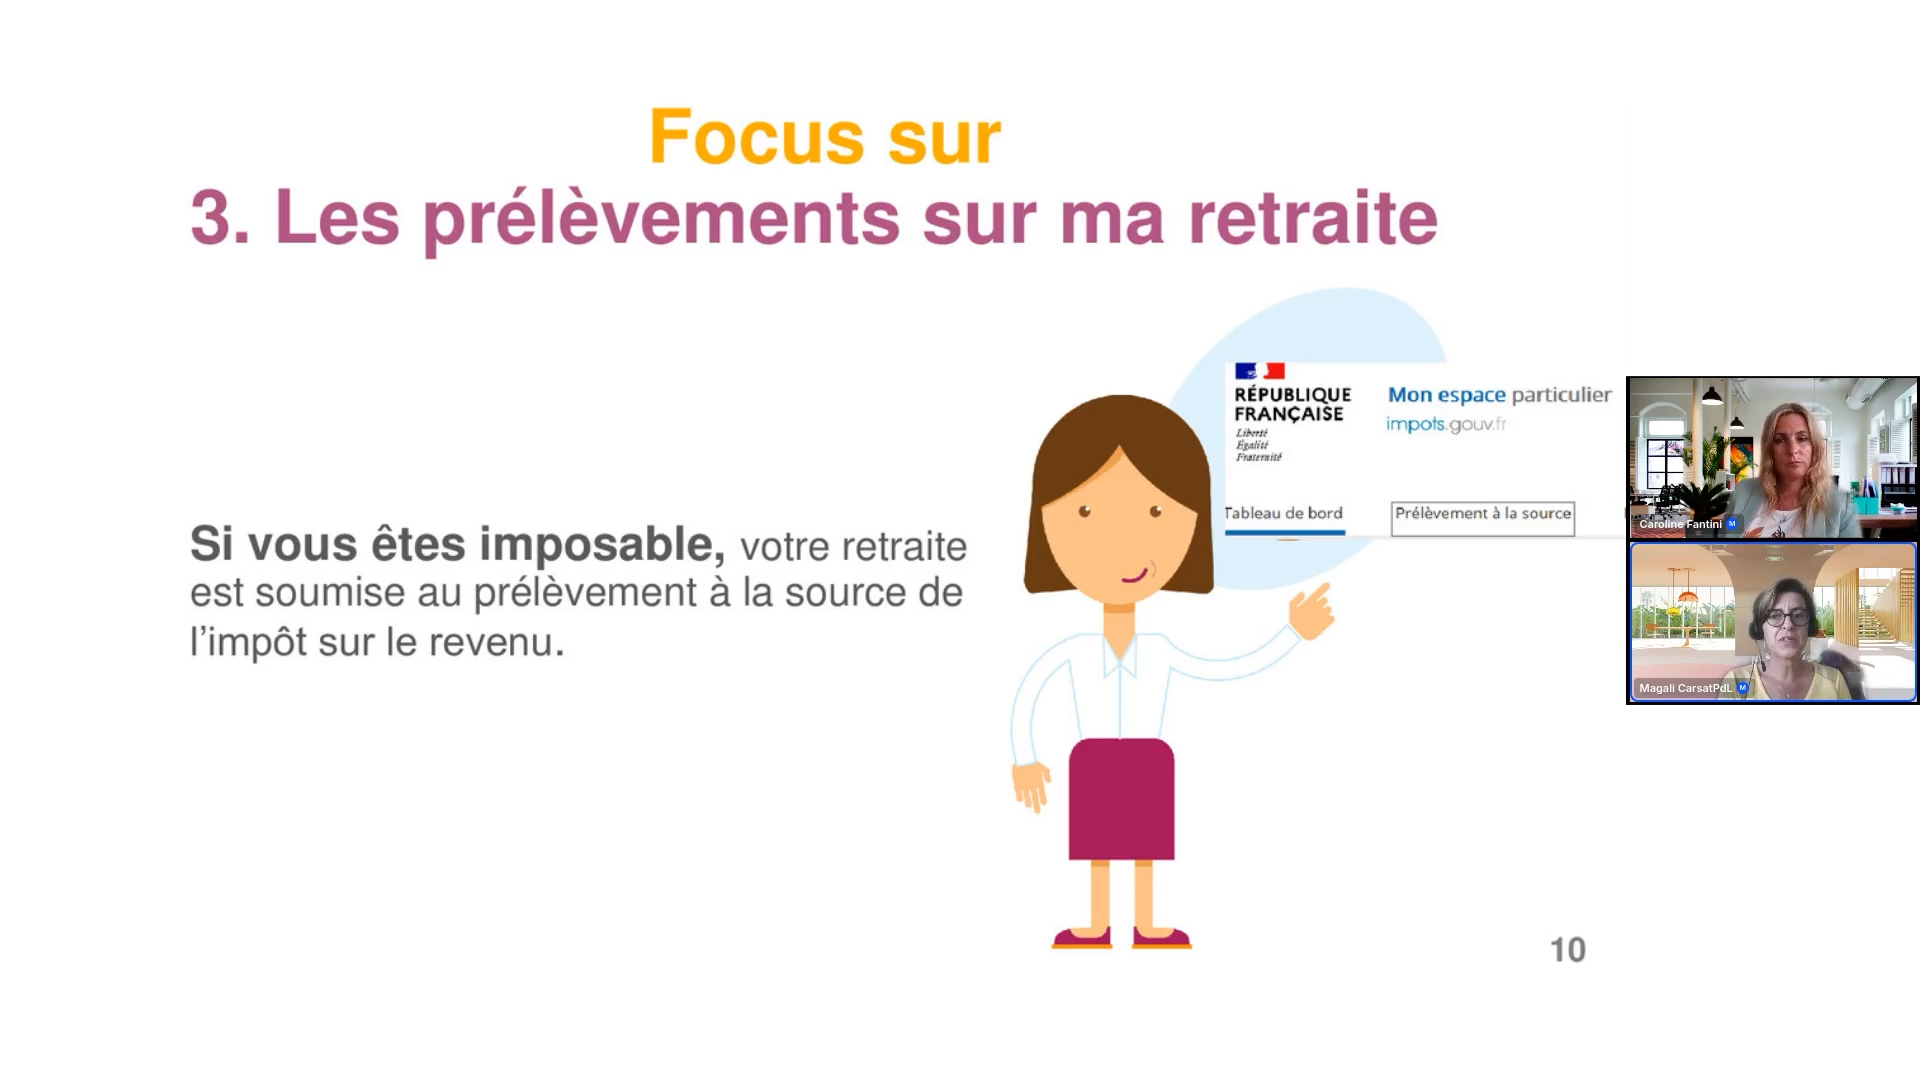 Focus sur
3. Les prélèvements sur ma retraite
RÉPUBLIQUE
FRANÇAISE
Liberté
Égalité
Fraternité
Mon espace particulier
impots.gouv.fr
Tableau de bord
Prélèvement à la source
Si vous êtes imposable, votre retraite
est soumise au prélèvement à la source de
l’impôt sur le revenu.
Caroline Fantini M
Magali CarsatPdL M
10